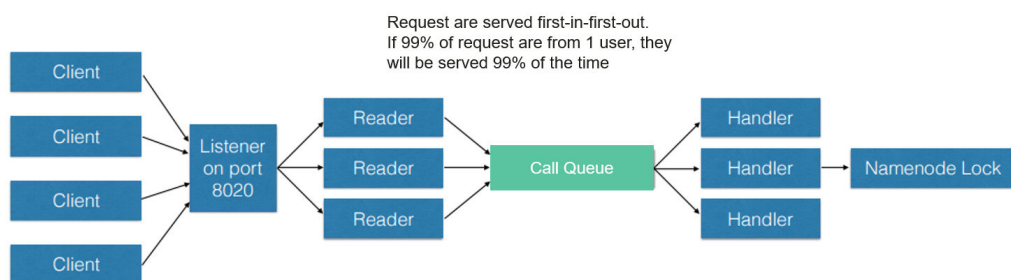 Request are served first-in-first-out.
If 99% of request are from 1 user, they
will be served 99% of the time
Client
Client
Client
Client
Listener
on port
8020
Reader
Reader
Reader
Call Queue
Handler
Handler
Handler
Namenode Lock